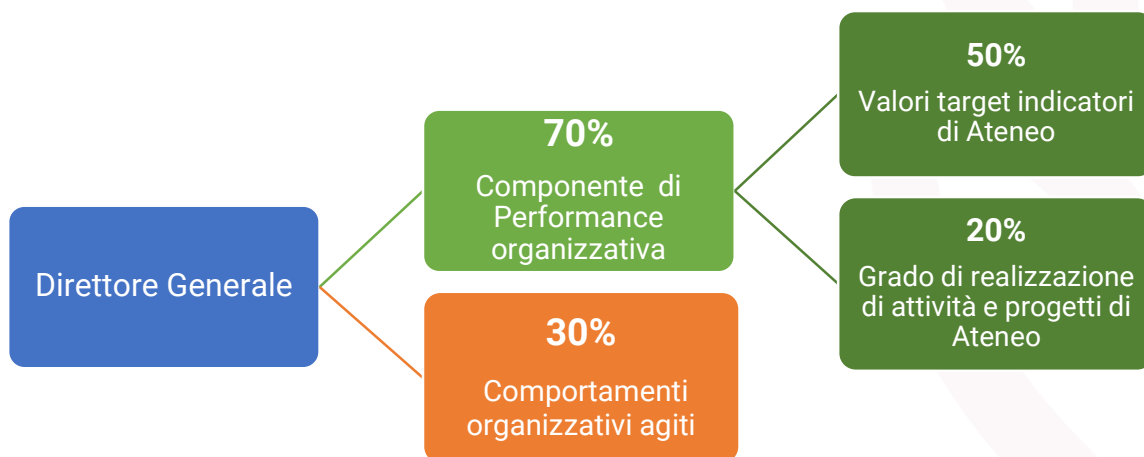 Direttore Generale
70%
Componente di
Performance
organizzativa
30%
Comportamenti
organizzativi agiti
50%
Valori target indicatori
di Ateneo
20%
Grado di realizzazione
di attività e progetti di
Ateneo